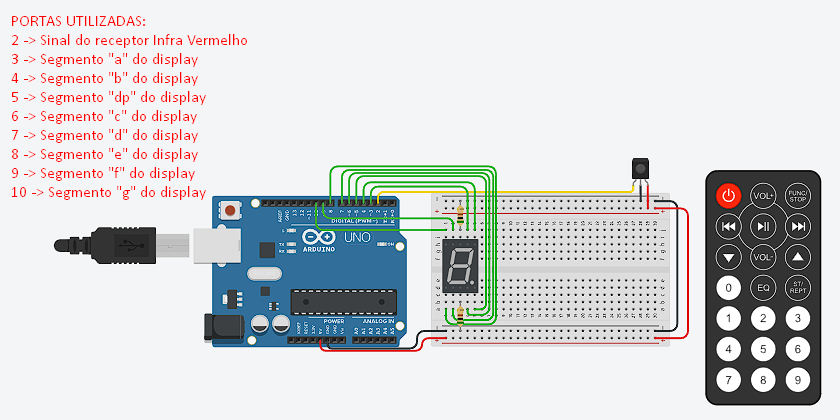 PORTAS UTILIZADAS:
2 -> Sinal do receptor Infra Vermelho
3 -> Segmento "a" do display
4 -> Segmento "b" do display
5 -> Segmento "dp" do display
6 -> Segmento "c" do display
7 -> Segmento "d" do display
8 -> Segmento "e" do display
9 -> Segmento "f" do display
10 -> Segmento "g" do display
DIGITAL (PWM~)
UNO
ARDUINO
POWER
ANALOG IN
VOL+
FUNC/
STOP
VOL-
0
EQ
ST/
REPT
1
2
3
4
5
6
7
8
9